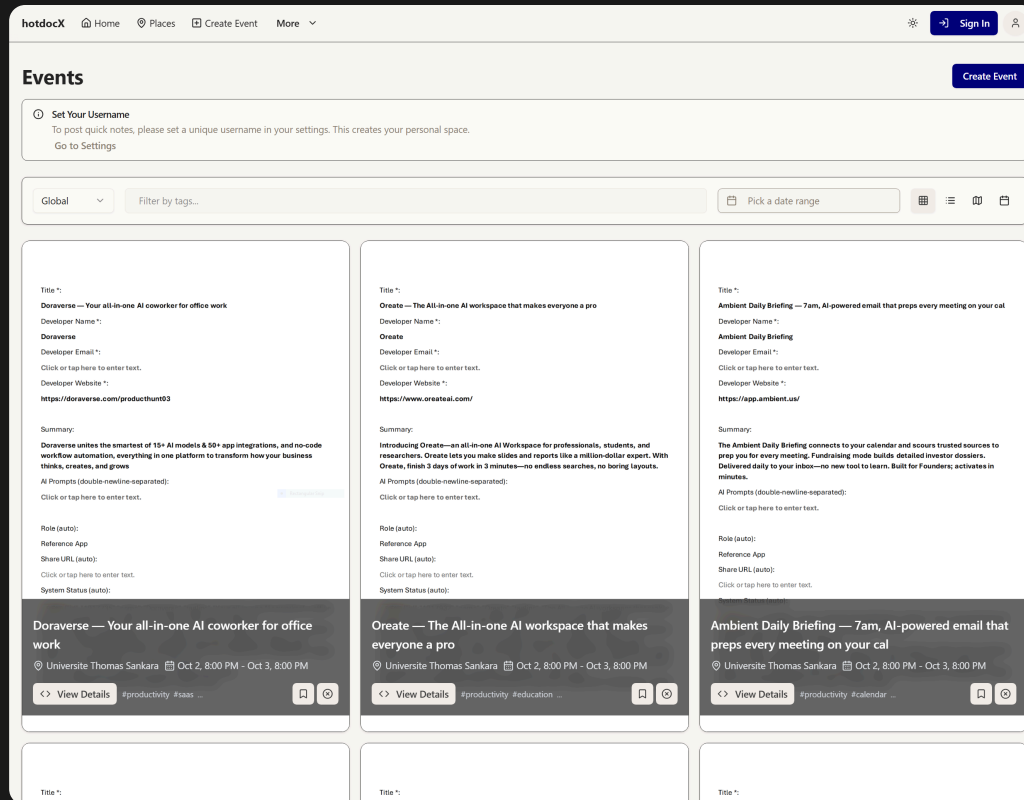 hotdocX Home Places Create Event More Sign In
Events Create Event
Set Your Username
To post quick notes, please set a unique username in your settings. This creates your personal space.
Go to Settings
Global Filter by tags... Pick a date range
Title *:
Doraverse — Your all-in-one AI coworker for office work
Developer Name *:
Doraverse
Developer Email *:
Click or tap here to enter text.
Developer Website *:
https://doraverse.com/producthunt03
Summary:
Doraverse unites the smartest of 15+ AI models & 50+ app integrations, and no-code
workflow automation, everything in one platform to transform how your business
thinks, creates, and grows
AI Prompts (double-newline-separated):
Click or tap here to enter text.
Role (auto):
Reference App
Share URL (auto):
Click or tap here to enter text.
System Status (auto):
Doraverse — Your all-in-one AI coworker for office
work
Universite Thomas Sankara Oct 2, 8:00 PM - Oct 3, 8:00 PM
View Details #productivity #saas ...
Title *:
Oreate — The All-in-one AI workspace that makes everyone a pro
Developer Name *:
Oreate
Developer Email *:
Click or tap here to enter text.
Developer Website *:
https://www.oreateai.com/
Summary:
Introducing Oreate—an all-in-one AI Workspace for professionals, students, and
researchers. Oreate lets you make slides and reports like a million-dollar expert. With
Oreate, finish 3 days of work in 3 minutes—no endless searches, no boring layouts.
AI Prompts (double-newline-separated):
Click or tap here to enter text.
Role (auto):
Reference App
Share URL (auto):
Click or tap here to enter text.
System Status (auto):
Oreate — The All-in-one AI workspace that makes
everyone a pro
Universite Thomas Sankara Oct 2, 8:00 PM - Oct 3, 8:00 PM
View Details #productivity #education ...
Title *:
Ambient Daily Briefing — 7am, AI-powered email that preps every meeting on your cal
Developer Name *:
Ambient Daily Briefing
Developer Email *:
Click or tap here to enter text.
Developer Website *:
https://app.ambient.us/
Summary:
The Ambient Daily Briefing connects to your calendar and scours trusted sources to
prep you for every meeting. Fundraising mode builds detailed investor dossiers.
Delivered daily to your inbox—no new tool to learn. Built for Founders; activates in
minutes.
AI Prompts (double-newline-separated):
Click or tap here to enter text.
Role (auto):
Reference App
Share URL (auto):
Click or tap here to enter text.
System Status (auto):
Ambient Daily Briefing — 7am, AI-powered email that
preps every meeting on your cal
Universite Thomas Sankara Oct 2, 8:00 PM - Oct 3, 8:00 PM
View Details #productivity #calendar ...
Title *:
Title *:
Title *: